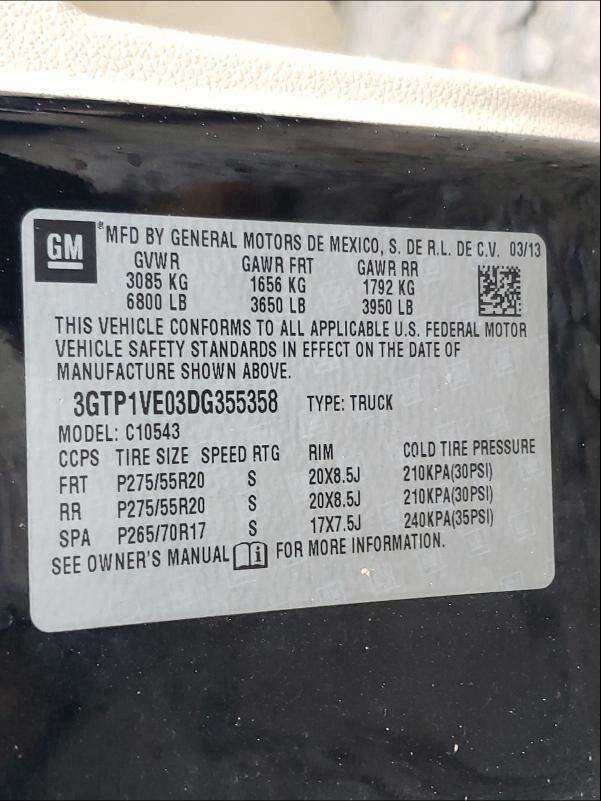 GM ® MFD BY GENERAL MOTORS DE MEXICO, S. DE R.L. DE C.V. 03/13
GVWR GAWR FRT GAWR RR
3085 KG 1656 KG 1792 KG
6800 LB 3650 LB 3950 LB
THIS VEHICLE CONFORMS TO ALL APPLICABLE U.S. FEDERAL MOTOR
VEHICLE SAFETY STANDARDS IN EFFECT ON THE DATE OF
MANUFACTURE SHOWN ABOVE.
3GTP1VE03DG355358 TYPE: TRUCK
MODEL: C10543
CCPS TIRE SIZE SPEED RTG RIM COLD TIRE PRESSURE
FRT P275/55R20 S 20X8.5J 210KPA(30PSI)
RR P275/55R20 S 20X8.5J 210KPA(30PSI)
SPA P265/70R17 S 17X7.5J 240KPA(35PSI)
SEE OWNER'S MANUAL FOR MORE INFORMATION.